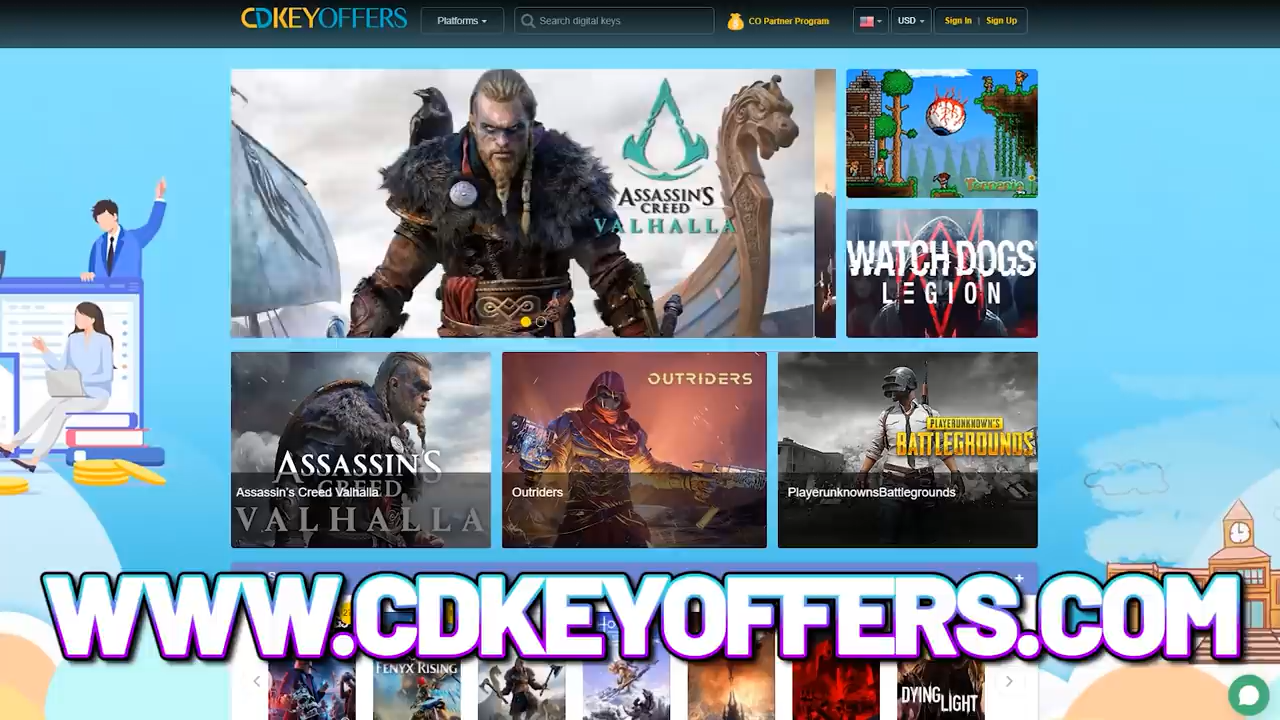 CDKEYOFFERS
Platforms
Search digital keys
CO Partner Program
USD
Sign In | Sign Up
ASSASSIN'S
CREED
VALHALLA
Terraria
WATCH DOGS
LEGION
ASSASSIN'S
CREED
VALHALLA
Assassin's Creed Valhalla
OUTRIDERS
Outriders
PLAYERUNKNOWN'S
BATTLEGROUNDS
PlayerunknownsBattlegrounds
WWW.CDKEYOFFERS.COM
FENYX RISING
DYING LIGHT